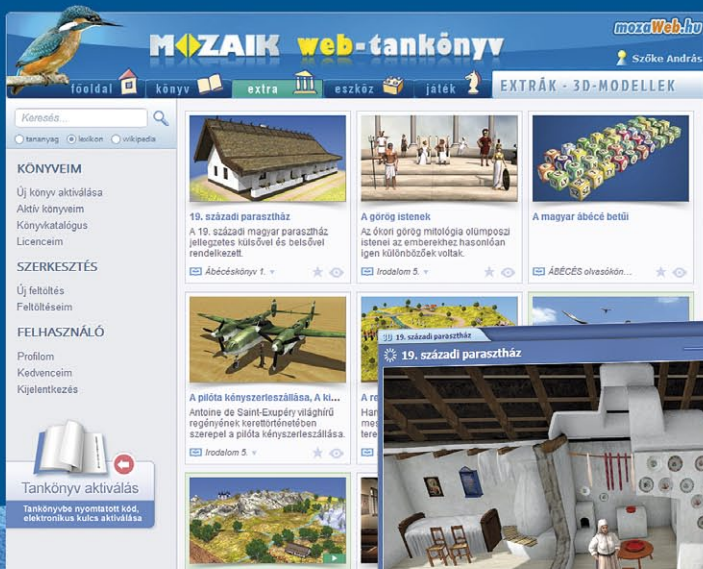 mozaWeb.hu
MOZAIK web-tankönyv
Szőke András
főoldal
könyv
extra
eszköz
játék
EXTRÁK - 3D-MODELLEK
Keresés...
tananyag lexikon wikipedia
KÖNYVEIM
Új könyv aktiválása
Aktív könyveim
Könyvkatalógus
Licenceim
SZERKESZTÉS
Új feltöltés
Feltöltéseim
FELHASZNÁLÓ
Profilom
Kedvenceim
Kijelentkezés
Tankönyv aktiválás
Tankönyvbe nyomtatott kód,
elektronikus kulcs aktiválása
19. századi parasztház
A 19. századi magyar parasztház
jellegzetes külsővel és belsővel
rendelkezett.
Ábécéskönyv 1.
A görög istenek
Az ókori görög mitológia olümposzi
istenei az emberekhez hasonlóan
igen különbözőek voltak.
Irodalom 5.
A magyar ábécé betűi
ÁBÉCÉS olvasókön...
A pilóta kényszerleszállása, A ki...
Antoine de Saint-Exupéry világhírű
regényének kerettörténetében
szerepel a pilóta kényszerleszállása.
Irodalom 5.
A re
Han
mes
tere
3D 19. századi parasztház
19. századi parasztház